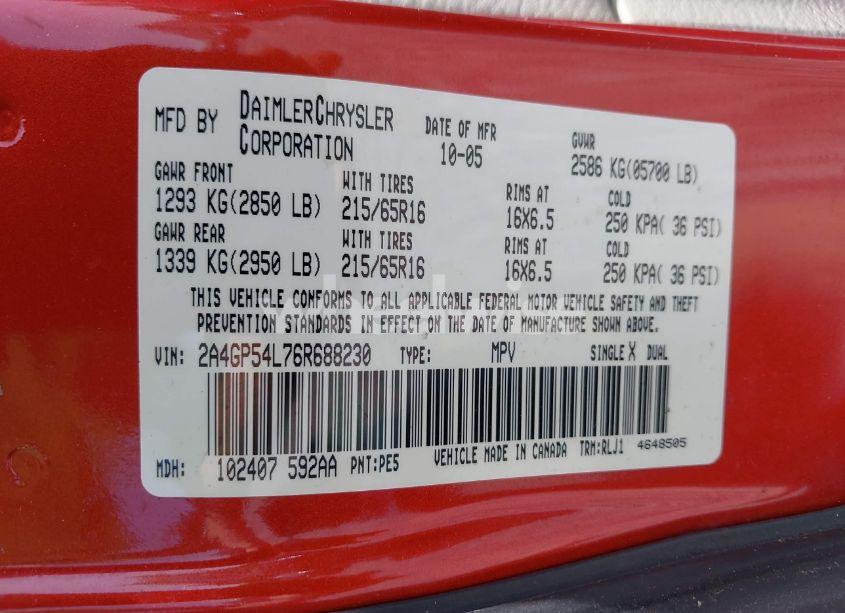 MFD BY DAIMLERCHRYSLER CORPORATION DATE OF MFR 10-05 GVWR 2586 KG(05700 LB)
GAWR FRONT WITH TIRES RIMS AT COLD
1293 KG(2850 LB) 215/65R16 16X6.5 250 KPA( 36 PSI)
GAWR REAR WITH TIRES RIMS AT COLD
1339 KG(2950 LB) 215/65R16 16X6.5 250 KPA( 36 PSI)
THIS VEHICLE CONFORMS TO ALL APPLICABLE FEDERAL MOTOR VEHICLE SAFETY AND THEFT
PREVENTION STANDARDS IN EFFECT ON THE DATE OF MANUFACTURE SHOWN ABOVE.
VIN: 2A4GP54L76R688230 TYPE: MPV SINGLE X DUAL
MDH: 102407 592AA PNT:PE5 VEHICLE MADE IN CANADA TRM:RLJ1 4648505